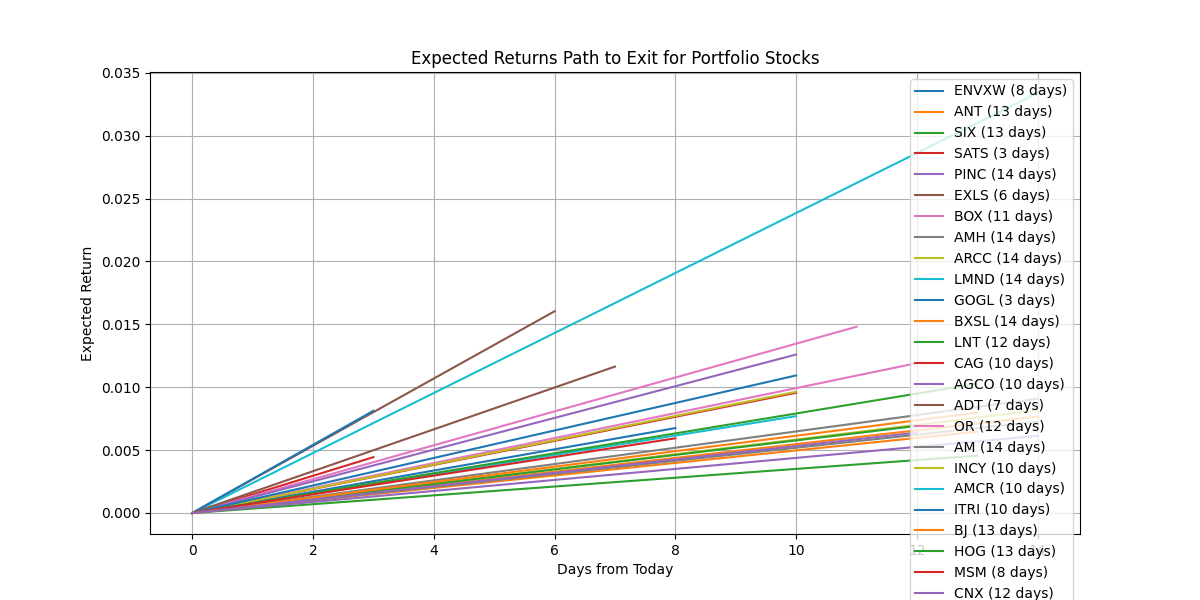 Expected Returns Path to Exit for Portfolio Stocks
Expected Return
0.035
0.030
0.025
0.020
0.015
0.010
0.005
0.000
0 2 4 6 8 10 12
Days from Today
ENVXW (8 days)
ANT (13 days)
SIX (13 days)
SATS (3 days)
PINC (14 days)
EXLS (6 days)
BOX (11 days)
AMH (14 days)
ARCC (14 days)
LMND (14 days)
GOGL (3 days)
BXSL (14 days)
LNT (12 days)
CAG (10 days)
AGCO (10 days)
ADT (7 days)
OR (12 days)
AM (14 days)
INCY (10 days)
AMCR (10 days)
ITRI (10 days)
BJ (13 days)
HOG (13 days)
MSM (8 days)
CNX (12 days)